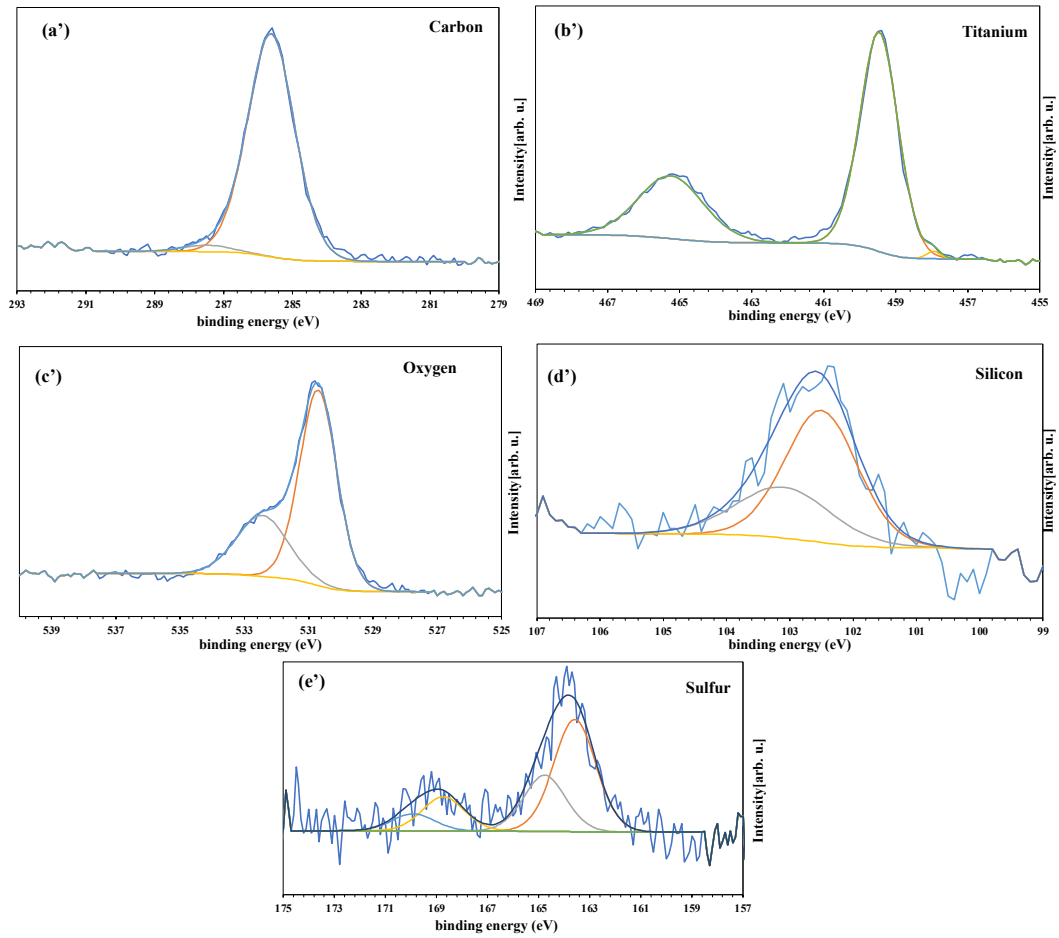 (a’) Carbon
293 291 289 287 285 283 281 279
binding energy (eV)
Intensity[arb. u.]
(b’) Titanium
469 467 465 463 461 459 457 455
binding energy (eV)
Intensity[arb. u.]
(c’) Oxygen
539 537 535 533 531 529 527 525
binding energy (eV)
Intensity[arb. u.]
(d’) Silicon
107 106 105 104 103 102 101 100 99
binding energy (eV)
Intensity[arb. u.]
(e’) Sulfur
175 173 171 169 167 165 163 161 159 157
binding energy (eV)
Intensity[arb. u.]